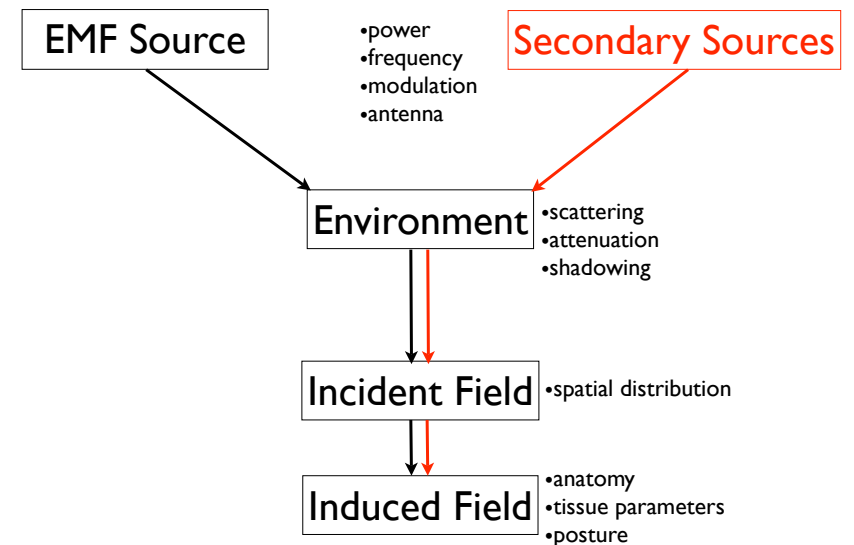 EMF Source
•power
•frequency
•modulation
•antenna
Secondary Sources
Environment
•scattering
•attenuation
•shadowing
Incident Field
•spatial distribution
Induced Field
•anatomy
•tissue parameters
•posture